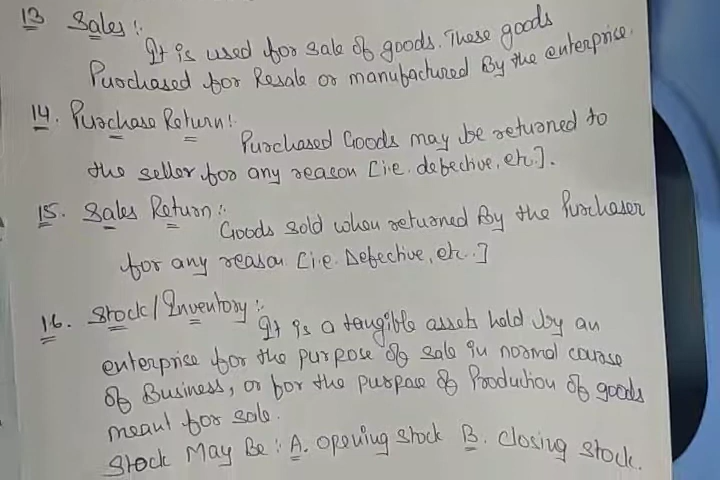 13 Sales :-
It is used for sale of goods. These goods
Purchased for Resale or manufactured By the enterprise.
14. Purchase Return:-
Purchased Goods may be returned to
the seller for any reason [i.e. defective, etc.].
15. Sales Return :-
Goods sold when returned By the Purchaser
for any reason [i.e. Defective, etc..]
16. Stock/Inventory :-
It is a tangible assets held by an
enterprise for the purpose of sale in normal course
of Business, or for the purpose of Production of goods
meant for sale.
Stock May Be : A. opening stock B. closing stock.